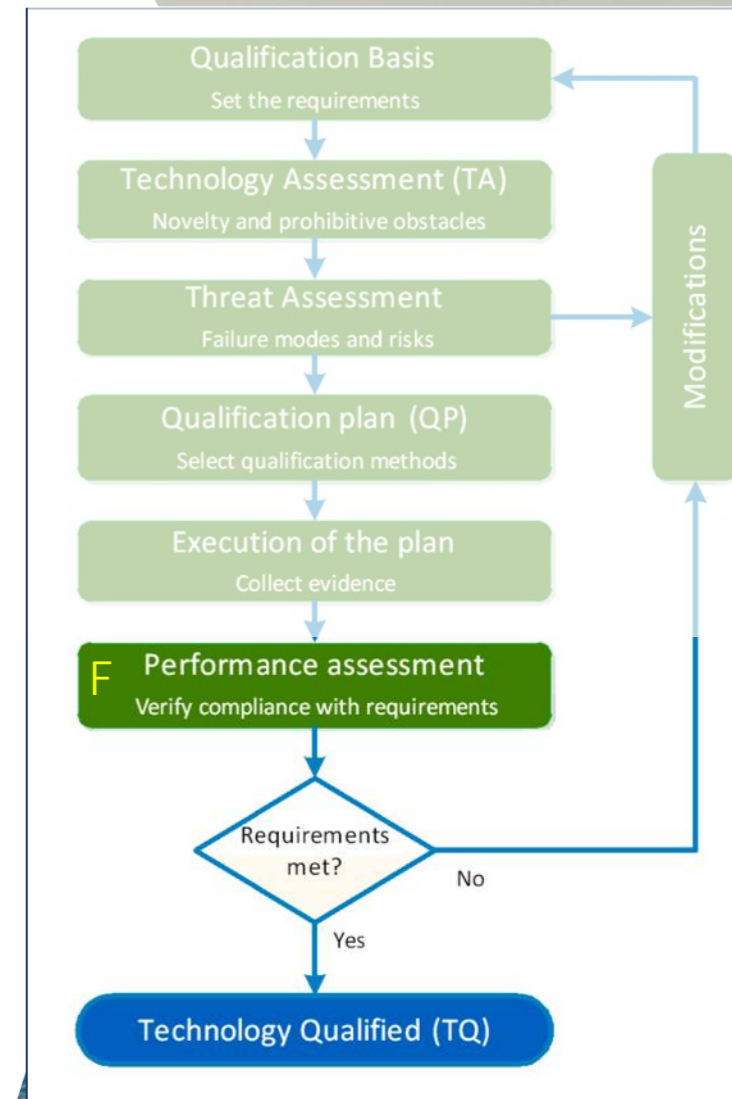 Qualification Basis
Set the requirements
Technology Assessment (TA)
Novelty and prohibitive obstacles
Threat Assessment
Failure modes and risks
Modifications
Qualification plan (QP)
Select qualification methods
Execution of the plan
Collect evidence
F Performance assessment
Verify compliance with requirements
Requirements
met?
No
Yes
Technology Qualified (TQ)